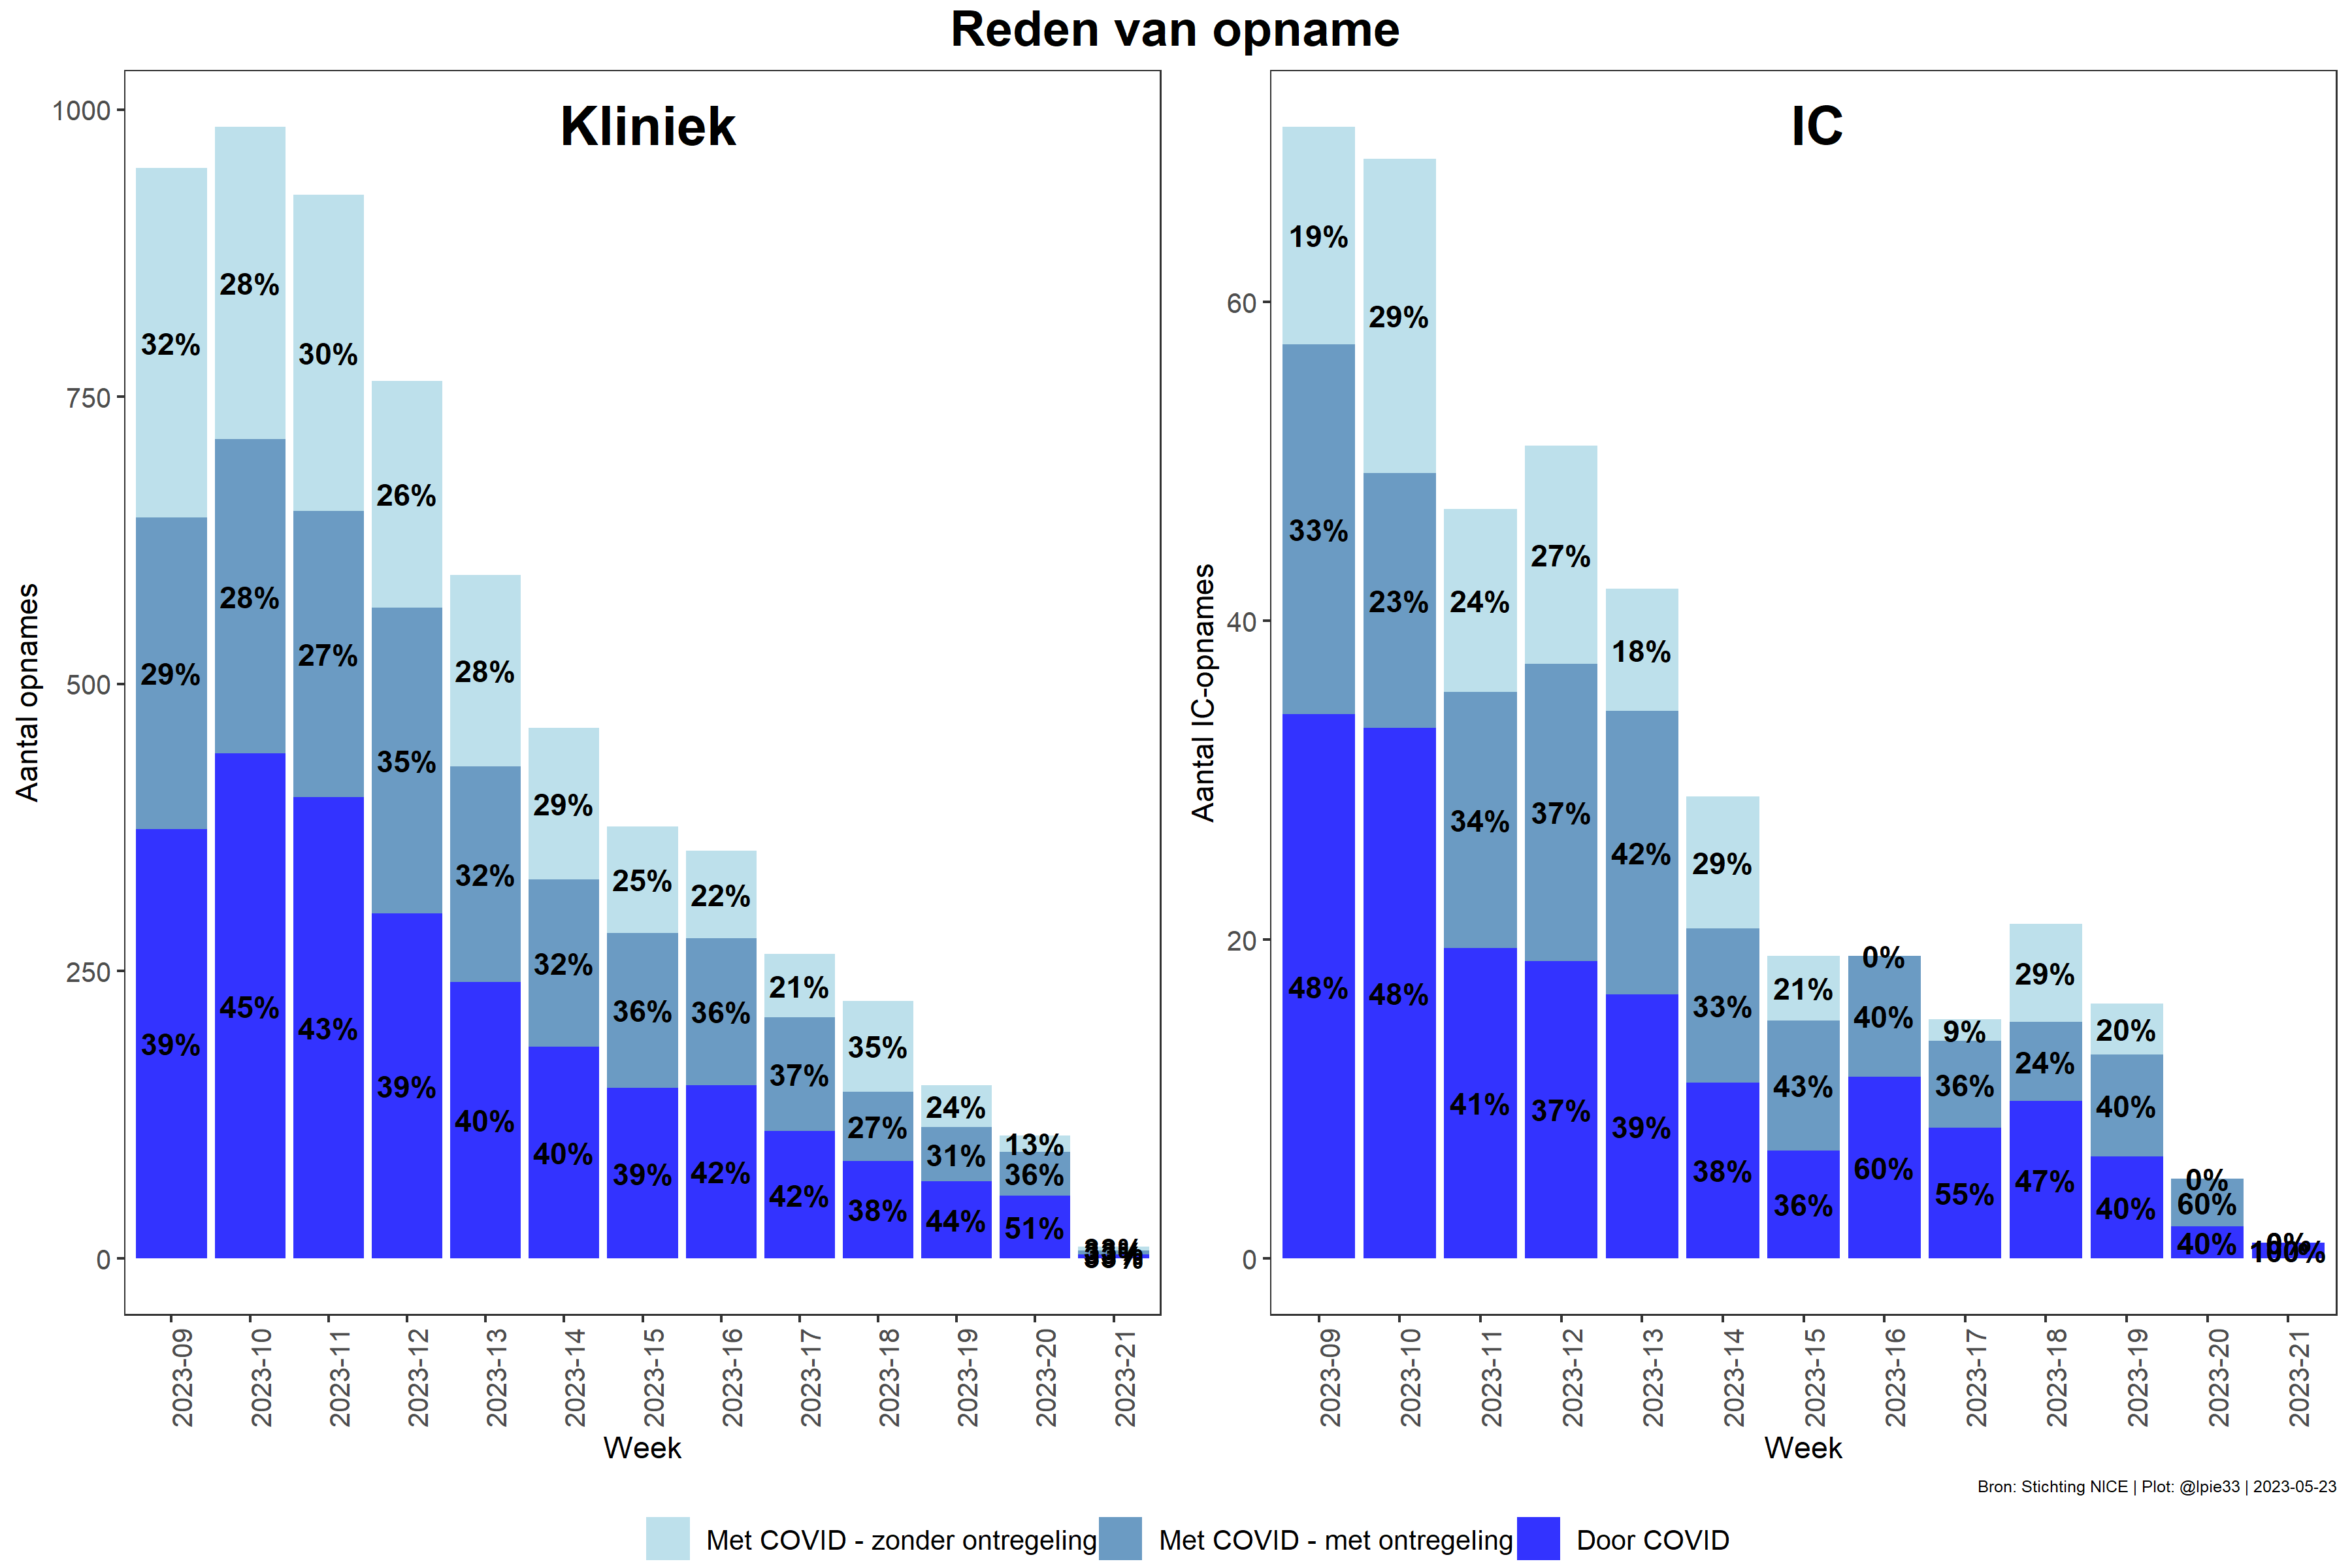 Reden van opname
Kliniek
IC
Aantal opnames
1000
750
500
250
0
32% 28% 30% 26% 28% 29% 25% 22% 21% 35% 24% 13%
29% 28% 27% 35% 32% 32% 36% 36% 37% 27% 31% 36%
39% 45% 43% 39% 40% 40% 39% 42% 42% 38% 44% 51%
2023-09 2023-10 2023-11 2023-12 2023-13 2023-14 2023-15 2023-16 2023-17 2023-18 2023-19 2023-20 2023-21
Week
Aantal IC-opnames
60
40
20
0
19% 29% 24% 27% 18% 29% 21% 0% 9% 29% 20% 0% 0%
33% 23% 34% 37% 42% 33% 43% 40% 36% 24% 40% 60%
48% 48% 41% 37% 39% 38% 36% 60% 55% 47% 40% 40% 100%
2023-09 2023-10 2023-11 2023-12 2023-13 2023-14 2023-15 2023-16 2023-17 2023-18 2023-19 2023-20 2023-21
Week
Bron: Stichting NICE | Plot: @lpie33 | 2023-05-23
Met COVID - zonder ontregeling Met COVID - met ontregeling Door COVID